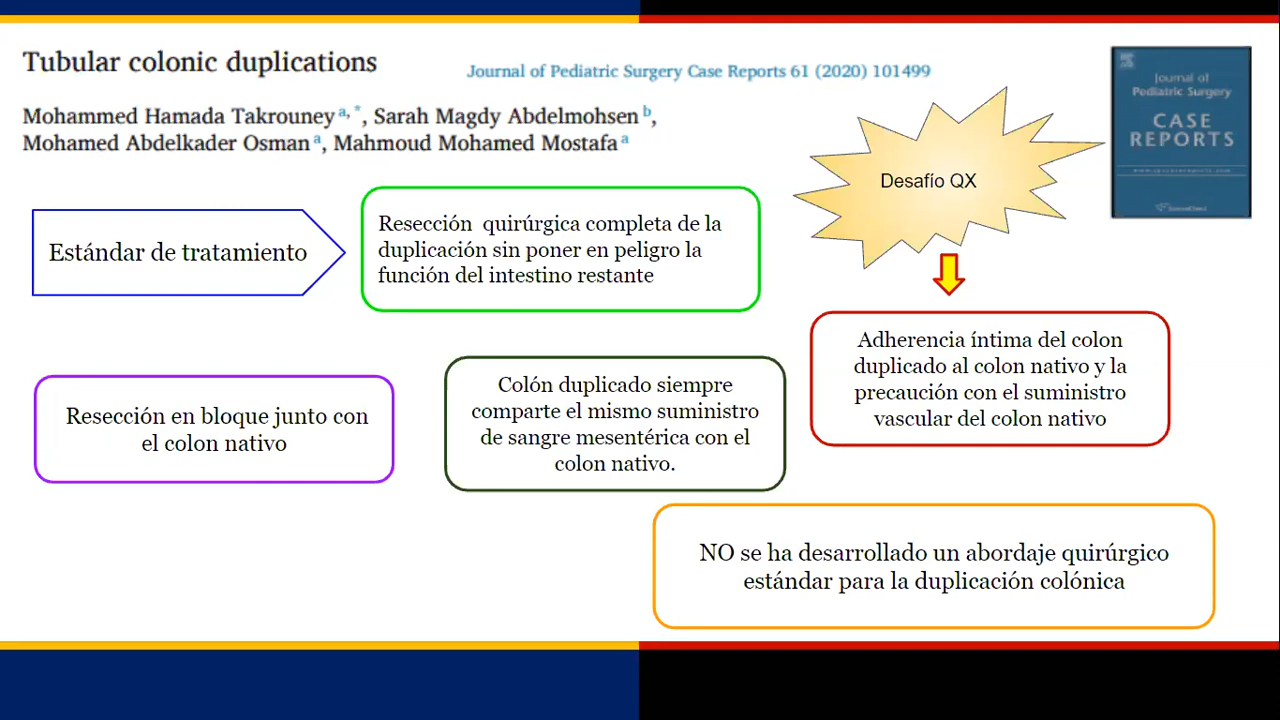 Tubular colonic duplications
Journal of Pediatric Surgery Case Reports 61 (2020) 101499
Mohammed Hamada Takrouney a, *, Sarah Magdy Abdelmohsen b,
Mohamed Abdelkader Osman a, Mahmoud Mohamed Mostafa a
Journal of
Pediatric Surgery
CASE
REPORTS
Desafío QX
Estándar de tratamiento
Resección quirúrgica completa de la
duplicación sin poner en peligro la
función del intestino restante
Adherencia íntima del colon
duplicado al colon nativo y la
precaución con el suministro
vascular del colon nativo
Resección en bloque junto con
el colon nativo
Colón duplicado siempre
comparte el mismo suministro
de sangre mesentérica con el
colon nativo.
NO se ha desarrollado un abordaje quirúrgico
estándar para la duplicación colónica